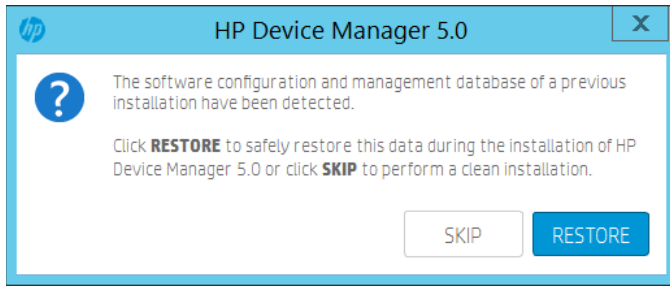 hp
HP Device Manager 5.0
X
?
The software configuration and management database of a previous
installation have been detected.
Click RESTORE to safely restore this data during the installation of HP
Device Manager 5.0 or click SKIP to perform a clean installation.
SKIP
RESTORE